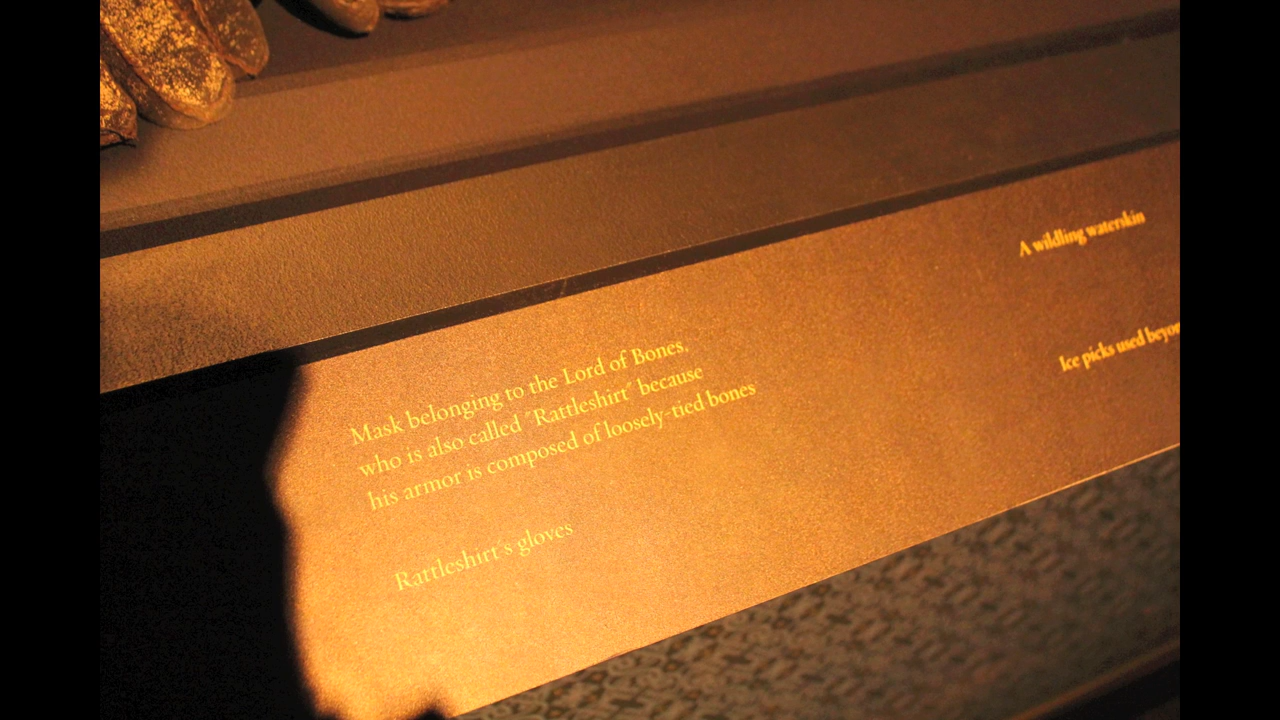 Mask belonging to the Lord of Bones,
who is also called "Rattleshirt" because
his armor is composed of loosely-tied bones
Rattleshirt's gloves
A wildling waterskin
Ice picks used